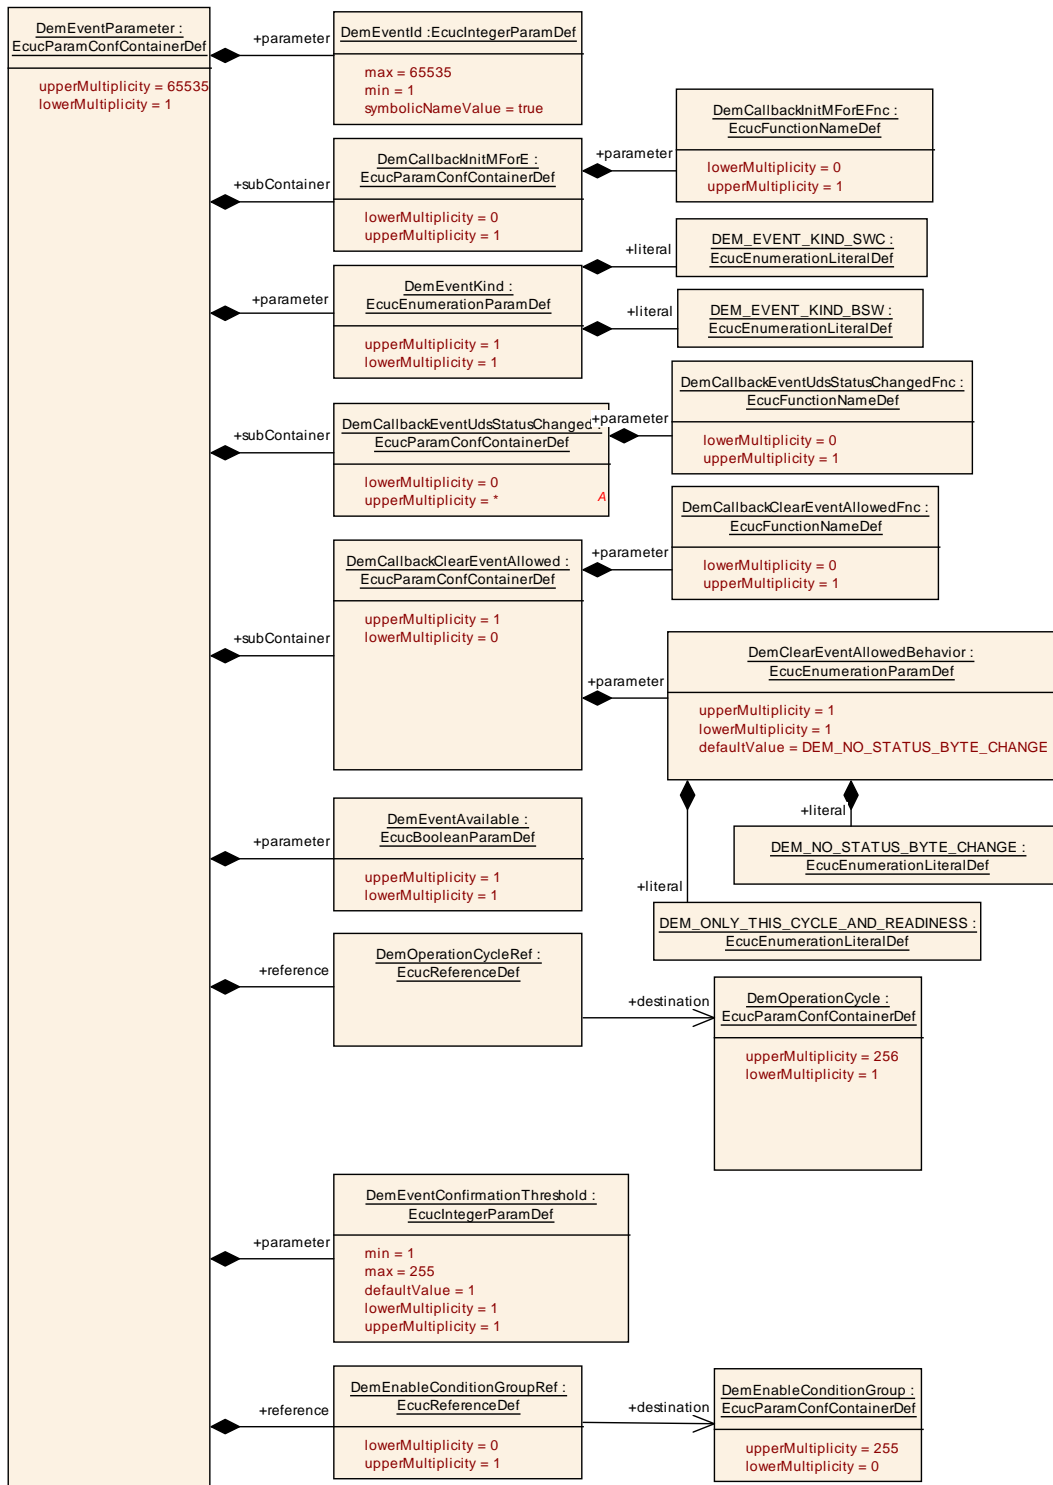 DemEventParameter :
EcucParamConfContainerDef
upperMultiplicity = 65535
lowerMultiplicity = 1
+parameter
DemEventId :EcucIntegerParamDef
max = 65535
min = 1
symbolicNameValue = true
+subContainer
DemCallbackInitMForE :
EcucParamConfContainerDef
lowerMultiplicity = 0
upperMultiplicity = 1
+parameter
DemCallbackInitMForEFnc :
EcucFunctionNameDef
lowerMultiplicity = 0
upperMultiplicity = 1
+parameter
DemEventKind :
EcucEnumerationParamDef
upperMultiplicity = 1
lowerMultiplicity = 1
+literal
DEM_EVENT_KIND_SWC :
EcucEnumerationLiteralDef
+literal
DEM_EVENT_KIND_BSW :
EcucEnumerationLiteralDef
+subContainer
DemCallbackEventUdsStatusChanged :
EcucParamConfContainerDef
lowerMultiplicity = 0
upperMultiplicity = *
A
+parameter
DemCallbackEventUdsStatusChangedFnc :
EcucFunctionNameDef
lowerMultiplicity = 0
upperMultiplicity = 1
+subContainer
DemCallbackClearEventAllowed :
EcucParamConfContainerDef
upperMultiplicity = 1
lowerMultiplicity = 0
+parameter
DemCallbackClearEventAllowedFnc :
EcucFunctionNameDef
lowerMultiplicity = 0
upperMultiplicity = 1
+parameter
DemClearEventAllowedBehavior :
EcucEnumerationParamDef
upperMultiplicity = 1
lowerMultiplicity = 1
defaultValue = DEM_NO_STATUS_BYTE_CHANGE
+literal
DEM_NO_STATUS_BYTE_CHANGE :
EcucEnumerationLiteralDef
+literal
DEM_ONLY_THIS_CYCLE_AND_READINESS :
EcucEnumerationLiteralDef
+parameter
DemEventAvailable :
EcucBooleanParamDef
upperMultiplicity = 1
lowerMultiplicity = 1
+reference
DemOperationCycleRef :
EcucReferenceDef
+destination
DemOperationCycle :
EcucParamConfContainerDef
upperMultiplicity = 256
lowerMultiplicity = 1
+parameter
DemEventConfirmationThreshold :
EcucIntegerParamDef
min = 1
max = 255
defaultValue = 1
lowerMultiplicity = 1
upperMultiplicity = 1
+reference
DemEnableConditionGroupRef :
EcucReferenceDef
lowerMultiplicity = 0
upperMultiplicity = 1
+destination
DemEnableConditionGroup :
EcucParamConfContainerDef
upperMultiplicity = 255
lowerMultiplicity = 0